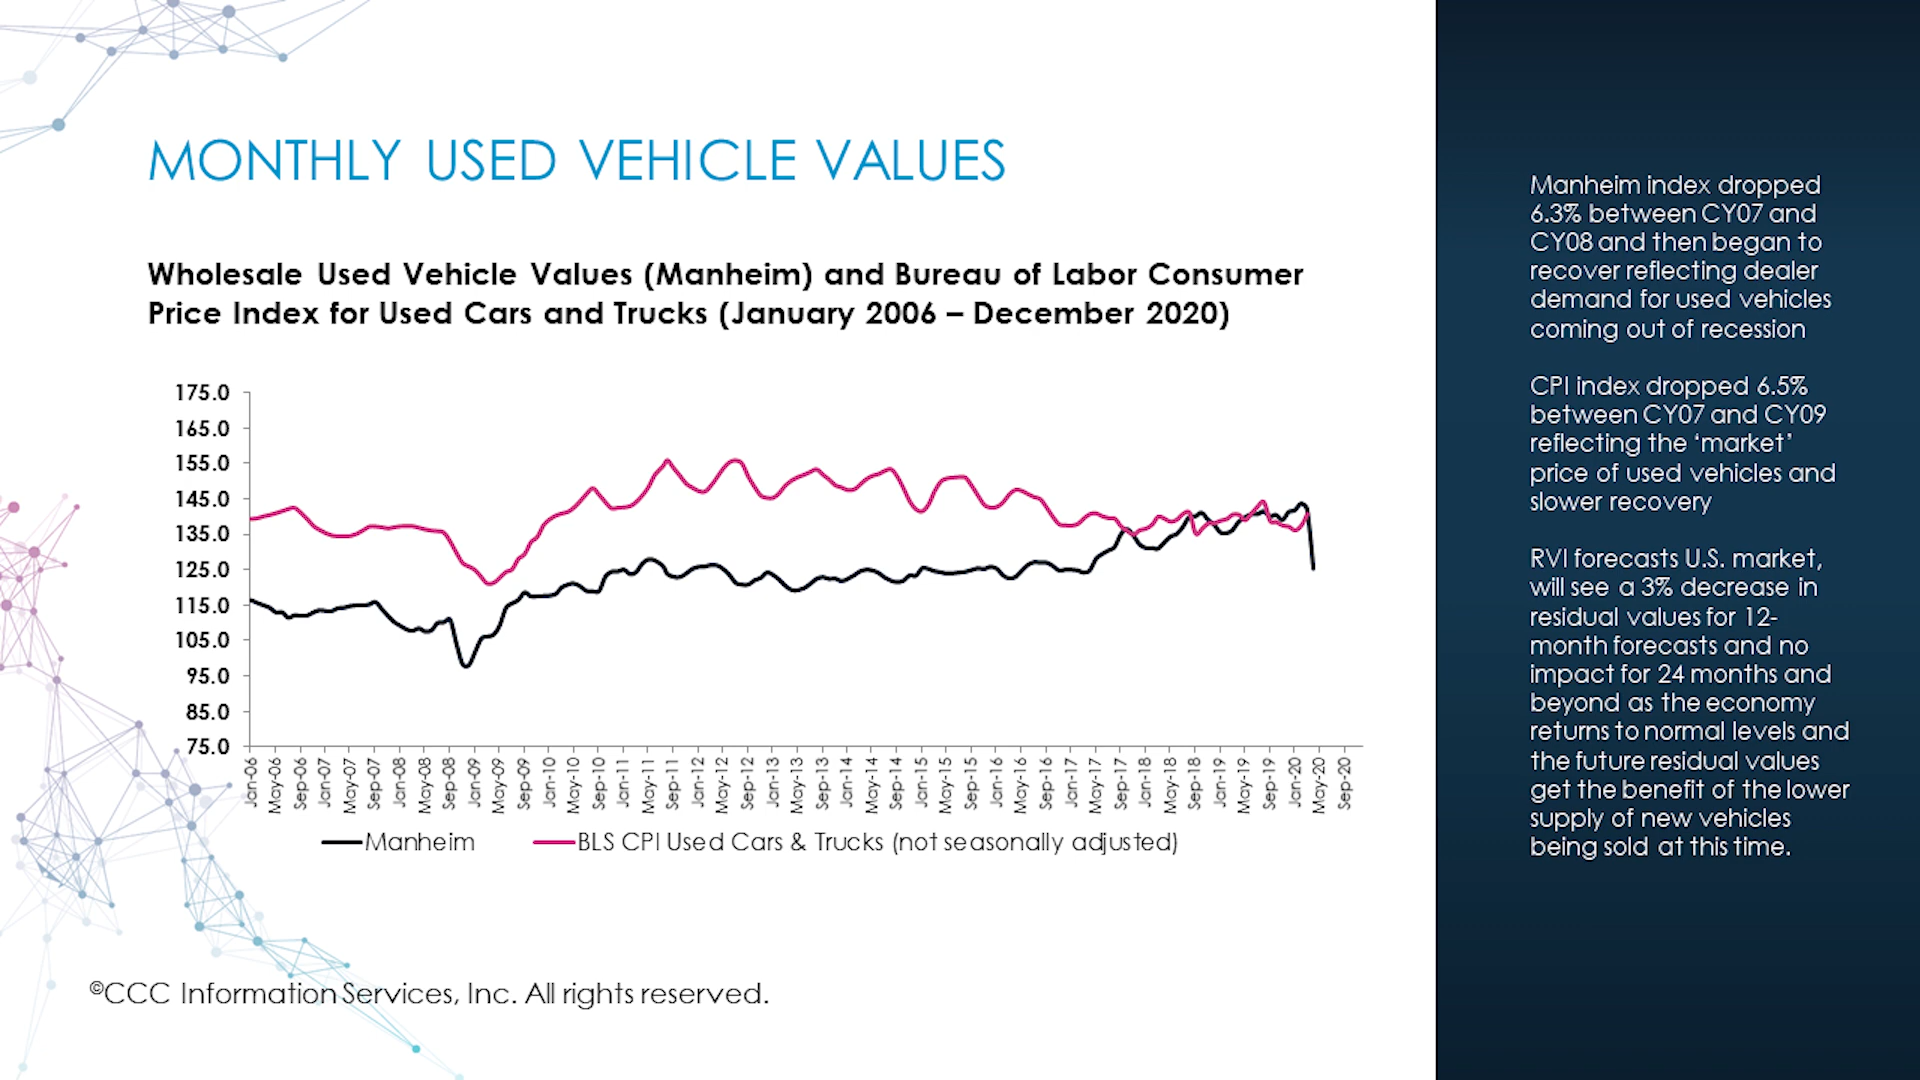 MONTHLY USED VEHICLE VALUES
Wholesale Used Vehicle Values (Manheim) and Bureau of Labor Consumer
Price Index for Used Cars and Trucks (January 2006 – December 2020)
175.0
165.0
155.0
145.0
135.0
125.0
115.0
105.0
95.0
85.0
75.0
Jan-06
May-06
Sep-06
Jan-07
May-07
Sep-07
Jan-08
May-08
Sep-08
Jan-09
May-09
Sep-09
Jan-10
May-10
Sep-10
Jan-11
May-11
Sep-11
Jan-12
May-12
Sep-12
Jan-13
May-13
Sep-13
Jan-14
May-14
Sep-14
Jan-15
May-15
Sep-15
Jan-16
May-16
Sep-16
Jan-17
May-17
Sep-17
Jan-18
May-18
Sep-18
Jan-19
May-19
Sep-19
Jan-20
May-20
Sep-20
Manheim
BLS CPI Used Cars & Trucks (not seasonally adjusted)
©CCC Information Services, Inc. All rights reserved.
Manheim index dropped
6.3% between CY07 and
CY08 and then began to
recover reflecting dealer
demand for used vehicles
coming out of recession
CPI index dropped 6.5%
between CY07 and CY09
reflecting the ‘market’
price of used vehicles and
slower recovery
RVI forecasts U.S. market,
will see a 3% decrease in
residual values for 12-
month forecasts and no
impact for 24 months and
beyond as the economy
returns to normal levels and
the future residual values
get the benefit of the lower
supply of new vehicles
being sold at this time.